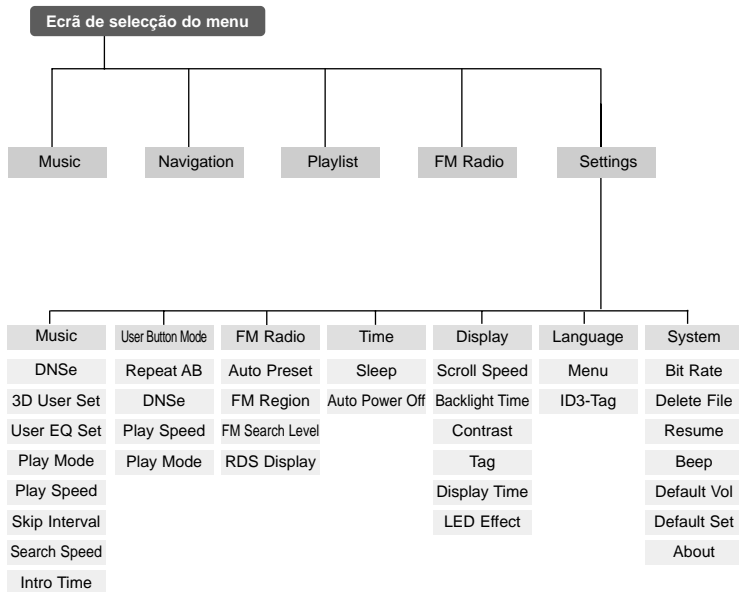 Ecrã de selecção do menu
Music Navigation Playlist FM Radio Settings
Music User Button Mode FM Radio Time Display Language System
DNSe Repeat AB Auto Preset Sleep Scroll Speed Menu Bit Rate
3D User Set DNSe FM Region Auto Power Off Backlight Time ID3-Tag Delete File
User EQ Set Play Speed FM Search Level Contrast Resume
Play Mode Play Mode RDS Display Tag Beep
Play Speed Display Time Default Vol
Skip Interval LED Effect Default Set
Search Speed About
Intro Time